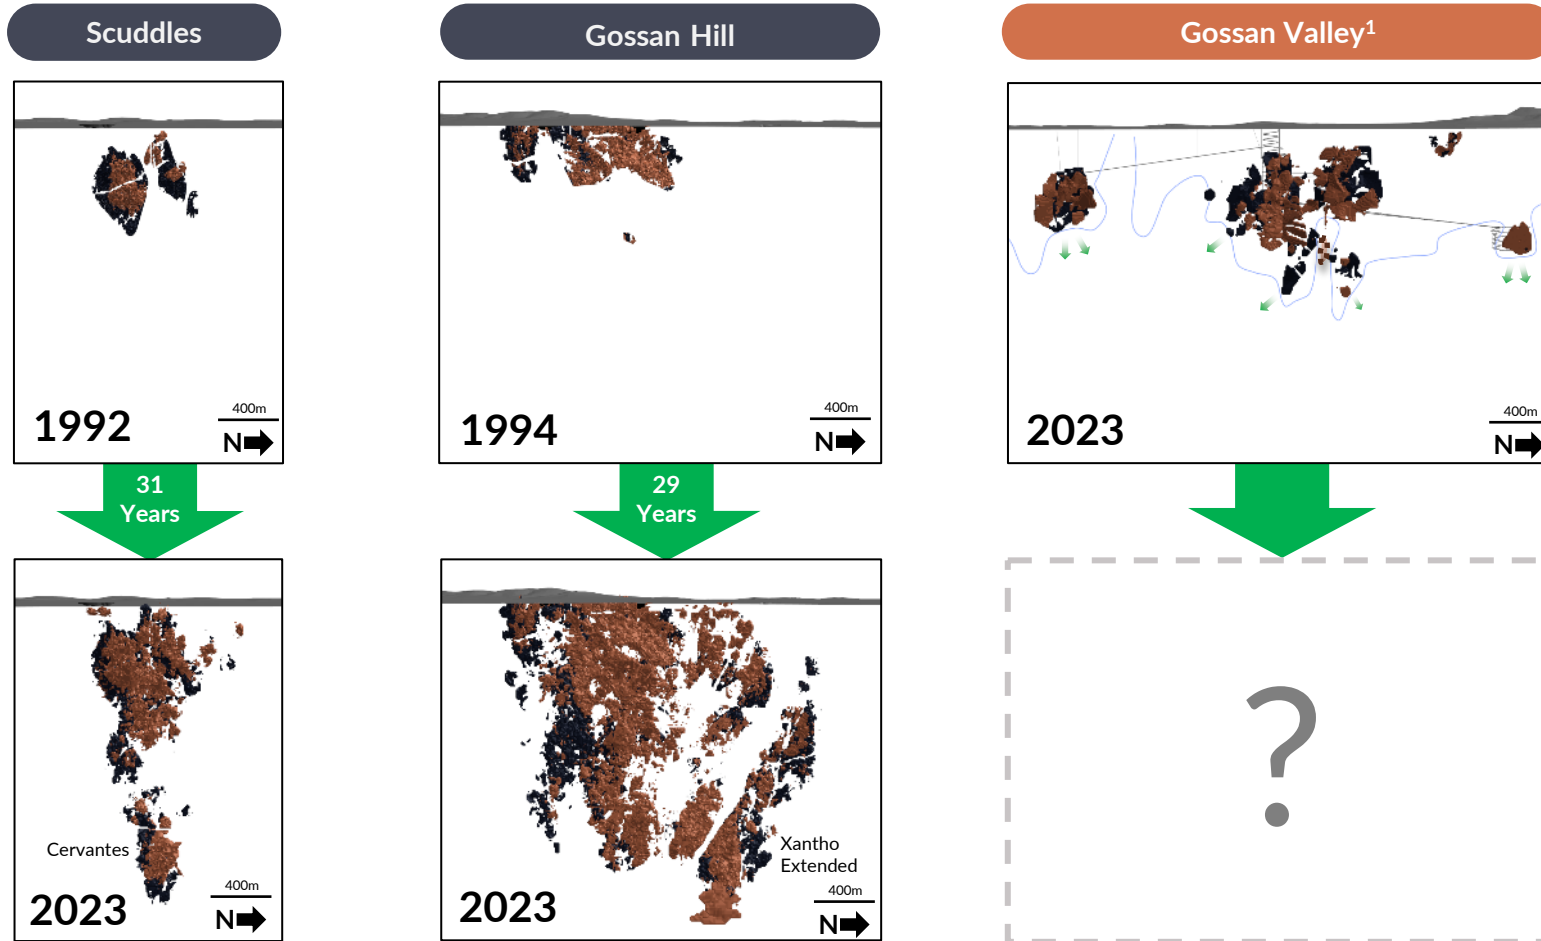 Scuddles
Gossan Hill
Gossan Valley¹
1992
400m
N
1994
400m
N
2023
400m
N
31
Years
29
Years
Cervantes
2023
400m
N
Xantho
Extended
2023
400m
N
?